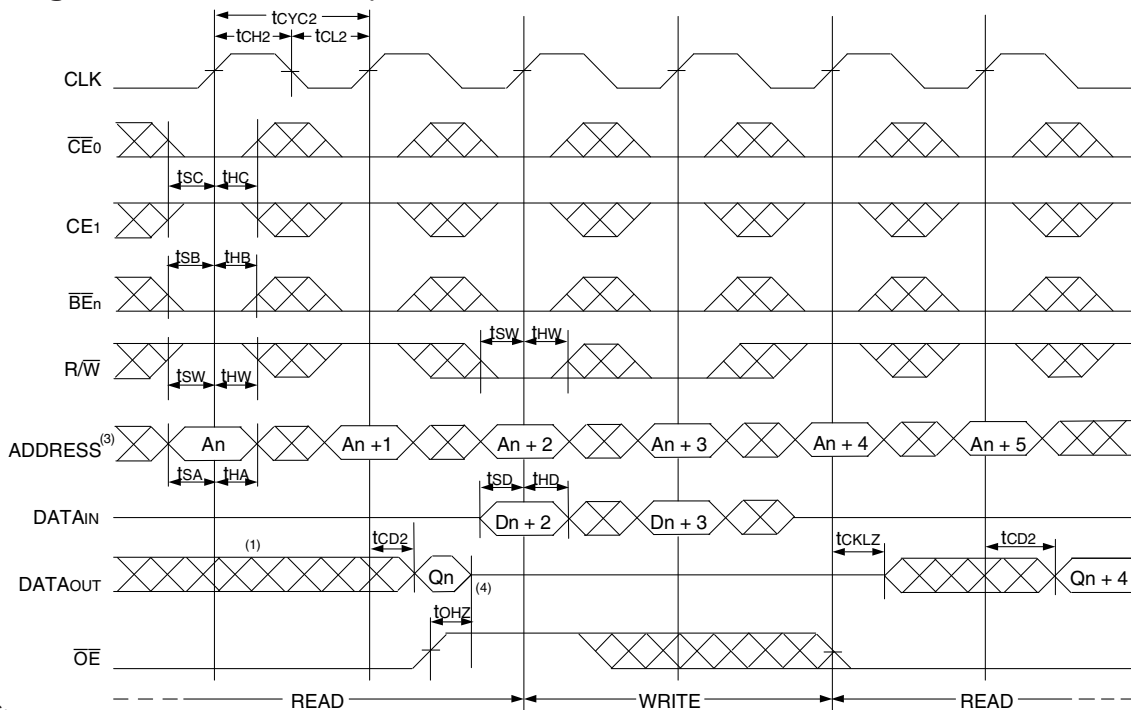 tCYC2
tCH2 tCL2
CLK
CE0
tSC tHC
CE1
tSB tHB
BEn
tSW tHW
R/W
tSW tHW
ADDRESS(3) An An +1 An + 2 An + 3 An + 4 An + 5
tSA tHA
tSD tHD
DATAIN Dn + 2 Dn + 3
(1) tCD2 tCKLZ tCD2
DATAOUT Qn (4) Qn + 4
tOHZ
OE
READ WRITE READ